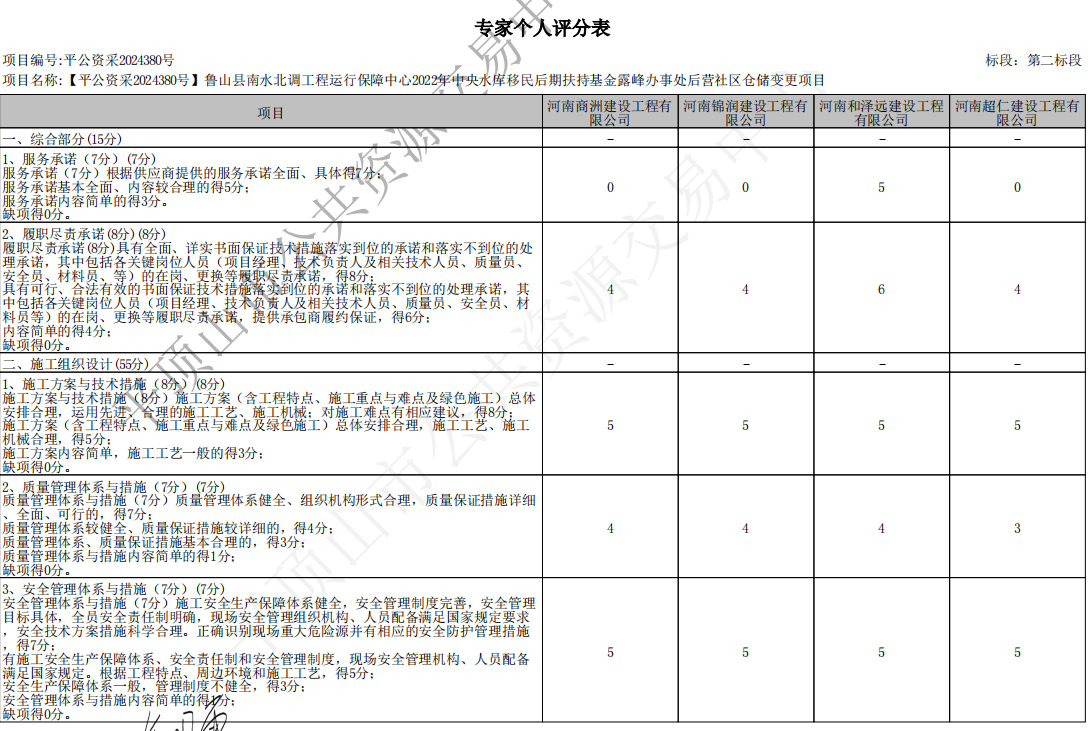 专家个人评分表
项目编号:平公资采2024380号
标段: 第二标段
项目名称:【平公资采2024380号】鲁山县南水北调工程运行保障中心2022年中央水库移民后期扶持基金露峰办事处后营社区仓储变更项目
项目
河南商洲建设工程有
限公司
河南锦润建设工程有
限公司
河南和泽远建设工程
有限公司
河南超仁建设工程有
限公司
一、综合部分(15分)
－ － － －
1、服务承诺（7分）(7分)
服务承诺（7分）根据供应商提供的服务承诺全面、具体得7分;
服务承诺基本全面、内容较合理的得5分;
服务承诺内容简单的得3分。
缺项得0分。
0 0 5 0
2、履职尽责承诺(8分)(8分)
履职尽责承诺(8分)具有全面、详实书面保证技术措施落实到位的承诺和落实不到位的处
理承诺，其中包括各关键岗位人员（项目经理、技术负责人及相关技术人员、质量员、
安全员、材料员、等）的在岗、更换等履职尽责承诺，得8分;
具有可行、合法有效的书面保证技术措施落实到位的承诺和落实不到位的处理承诺，其
中包括各关键岗位人员（项目经理、技术负责人及相关技术人员、质量员、安全员、材
料员等）的在岗、更换等履职尽责承诺，提供承包商履约保证，得6分;
内容简单的得4分;
缺项得0分。
4 4 6 4
二、施工组织设计(55分)
－ － － －
1、施工方案与技术措施（8分）(8分)
施工方案与技术措施（8分）施工方案（含工程特点、施工重点与难点及绿色施工）总体
安排合理，运用先进、合理的施工工艺、施工机械; 对施工难点有相应建议，得8分;
施工方案（含工程特点、施工重点与难点及绿色施工）总体安排合理，施工工艺、施工
机械合理，得5分;
施工方案内容简单，施工工艺一般的得3分;
缺项得0分。
5 5 5 5
2、质量管理体系与措施（7分）(7分)
质量管理体系与措施（7分）质量管理体系健全、组织机构形式合理，质量保证措施详细
、全面、可行的，得7分;
质量管理体系较健全、质量保证措施较详细的，得4分;
质量管理体系、质量保证措施基本合理的，得3分;
质量管理体系与措施内容简单的得1分;
缺项得0分。
4 4 4 3
3、安全管理体系与措施（7分）(7分)
安全管理体系与措施（7分）施工安全生产保障体系健全，安全管理制度完善，安全管理
目标具体，全员安全责任制明确，现场安全管理组织机构、人员配备满足国家规定要求
，安全技术方案措施科学合理。正确识别现场重大危险源并有相应的安全防护管理措施
，得7分;
有施工安全生产保障体系、安全责任制和安全管理制度，现场安全管理机构、人员配备
满足国家规定。根据工程特点、周边环境和施工工艺，得5分;
安全生产保障体系一般，管理制度不健全，得3分;
安全管理体系与措施内容简单的得1分;
缺项得0分。
5 5 5 5
平顶山市公共资源交易中
平顶山市公共资源交易中